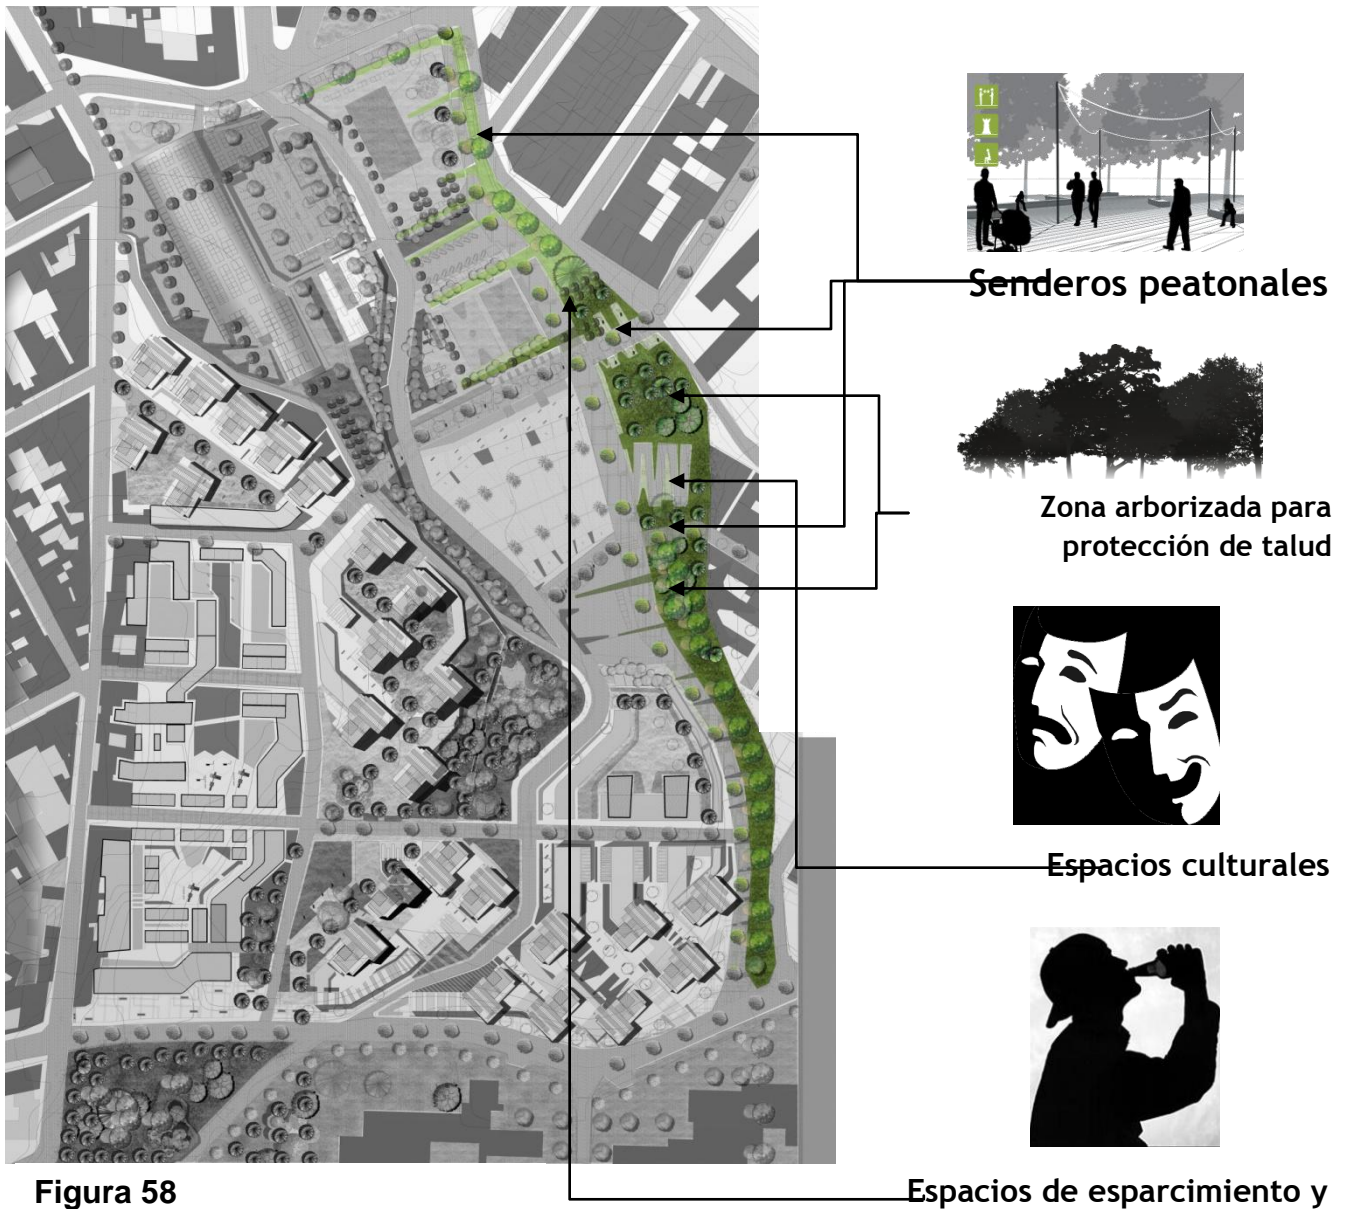 Senderos peatonales
Zona arborizada para
protección de talud
Espacios culturales
Figura 58
Espacios de esparcimiento y